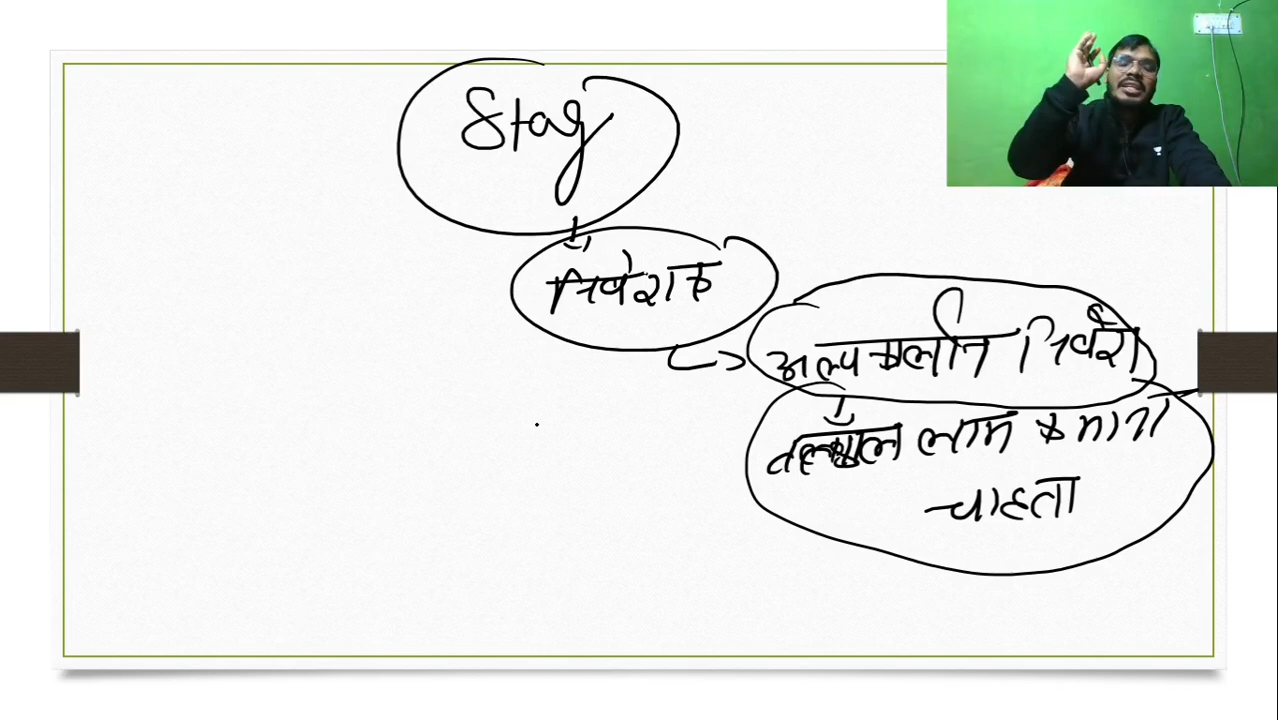 Stag
निवेशक
अल्पकालीन निवेश
तत्काल लाभ कमाना
चाहता